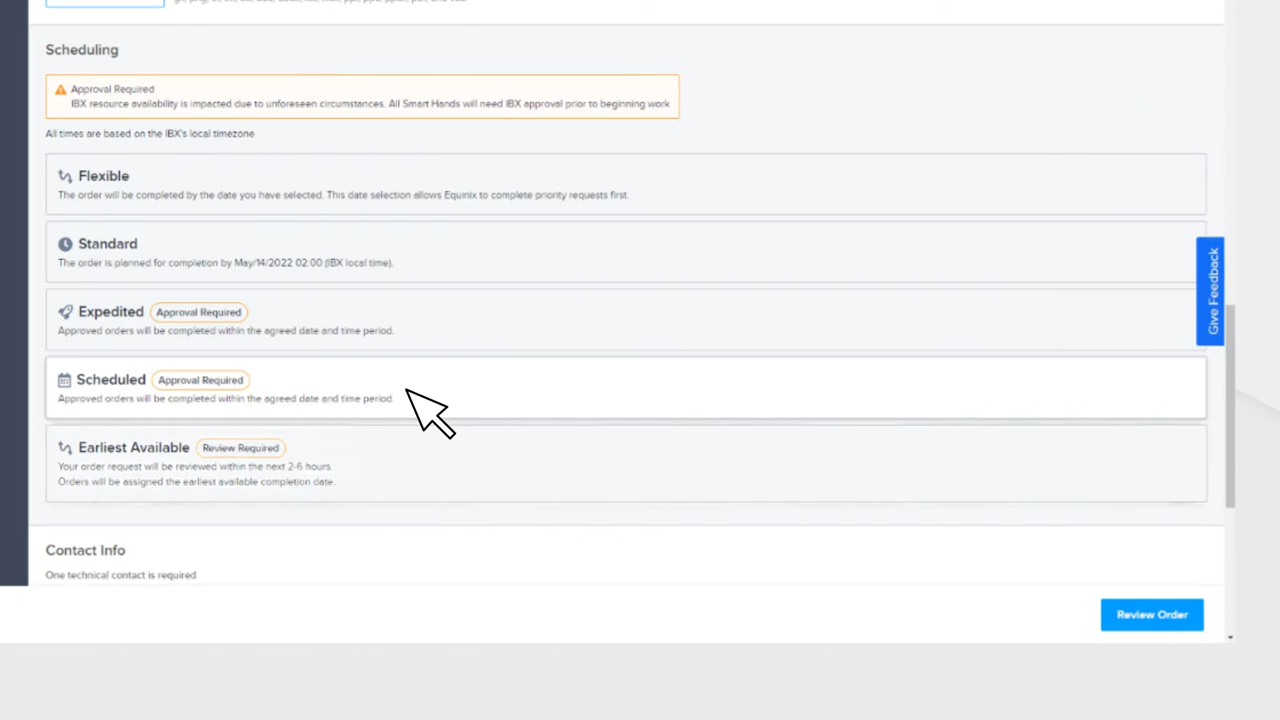 Scheduling
Approval Required
IBX resource availability is impacted due to unforeseen circumstances. All Smart Hands will need IBX approval prior to beginning work
All times are based on the IBX's local timezone
Flexible
The order will be completed by the date you have selected. This date selection allows Equinix to complete priority requests first.
Standard
The order is planned for completion by May/14/2022 02:00 (IBX local time).
Expedited Approval Required
Approved orders will be completed within the agreed date and time period.
Scheduled Approval Required
Approved orders will be completed within the agreed date and time period.
Earliest Available Review Required
Your order request will be reviewed within the next 2-6 hours.
Orders will be assigned the earliest available completion date.
Give Feedback
Contact Info
One technical contact is required
Review Order